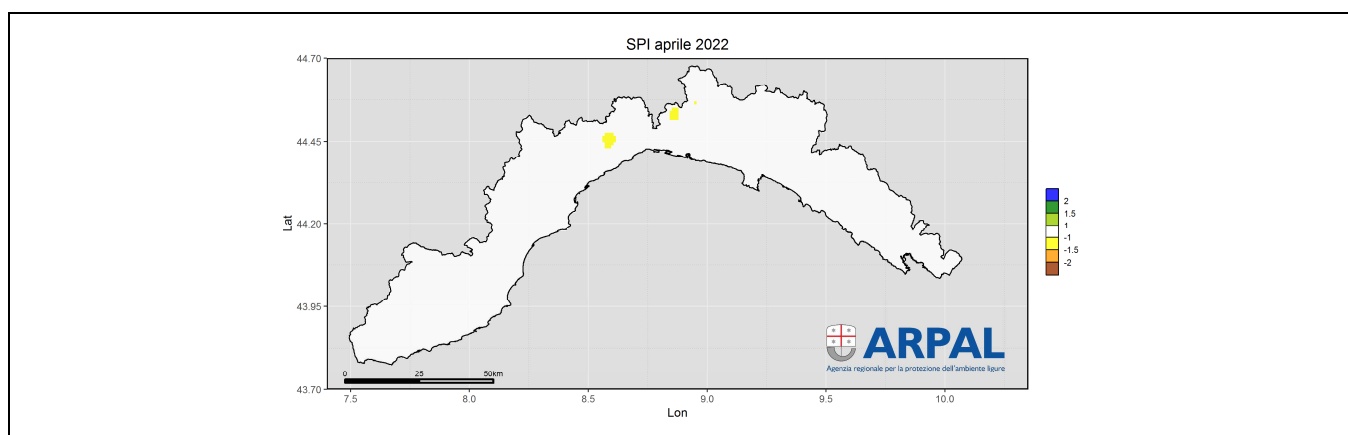 SPI aprile 2022
44.70
44.45
44.20
43.95
43.70
Lat
2
1.5
1
-1
-1.5
-2
ARPAL
Agenzia regionale per la protezione dell'ambiente ligure
0 25 50km
7.5 8.0 8.5 9.0 9.5 10.0
Lon